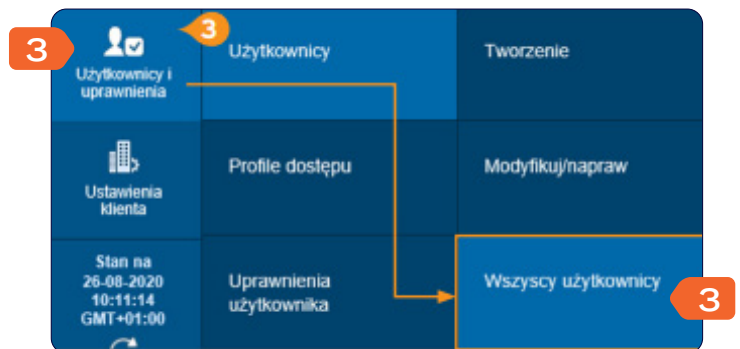 3
3
Użytkownicy i
uprawnienia
Użytkownicy
Tworzenie
Ustawienia
klienta
Profile dostępu
Modyfikuj/napraw
Stan na
26-08-2020
10:11:14
GMT+01:00
Uprawnienia
użytkownika
Wszyscy użytkownicy
3